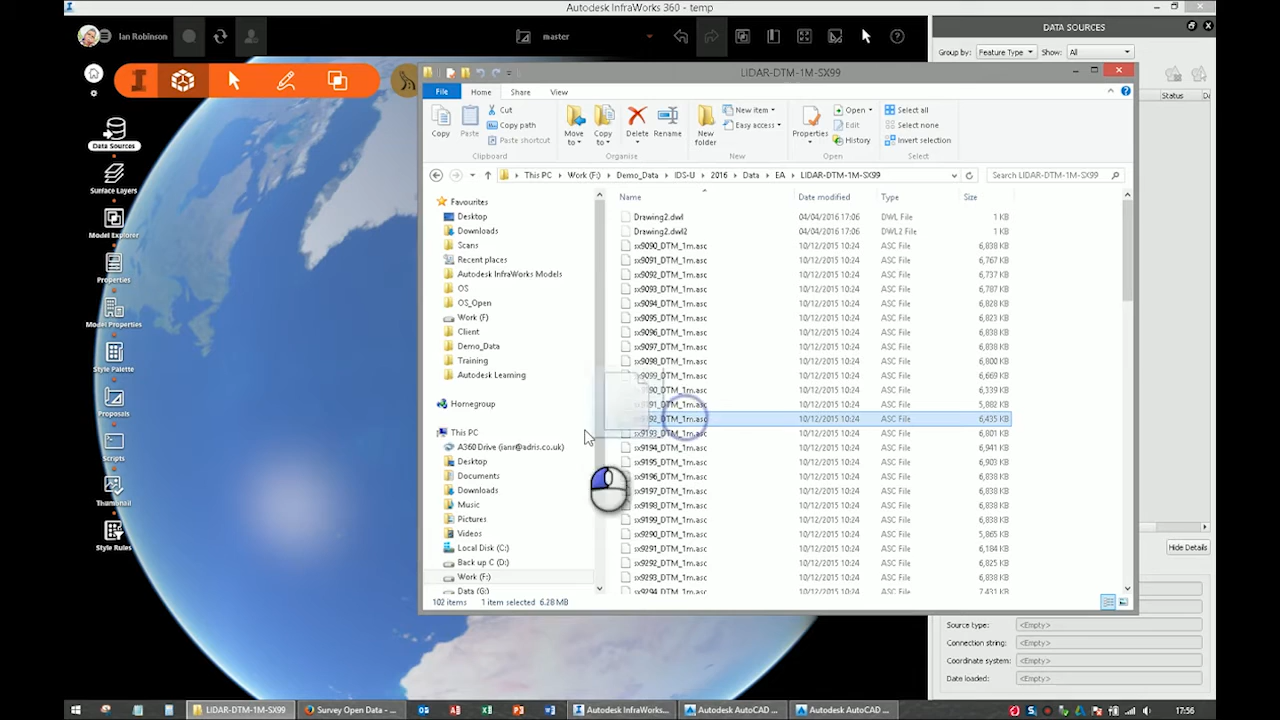 Autodesk InfraWorks 360 - temp
Ian Robinson
master
DATA SOURCES
Group by: Feature Type Show: All
Status
LIDAR-DTM-1M-SX99
File Home Share View
Copy Paste Cut Copy path Paste shortcut
Move to Copy to Delete Rename
New folder New item Easy access
Properties Open Edit History
Select all Select none Invert selection
Clipboard Organise New Open Select
This PC Work (F:) Demo_Data IDS-U 2016 Data EA LIDAR-DTM-1M-SX99
Search LIDAR-DTM-1M-SX99
Data Sources
Surface Layers
Model Explorer
Properties
Model Properties
Style Palette
Proposals
Scripts
Thumbnail
Style Rules
Favourites
Desktop
Downloads
Scans
Recent places
Autodesk InfraWorks Models
OS
OS_Open
Work (F)
Client
Demo_Data
Training
Autodesk Learning
Homegroup
This PC
A360 Drive (ianr@adris.co.uk)
Desktop
Documents
Downloads
Music
Pictures
Videos
Local Disk (C:)
Back up C (D:)
Work (F:)
Data (G:)
Name Date modified Type Size
Drawing2.dwl 04/04/2016 17:06 DWL File 1 KB
Drawing2.dwl2 04/04/2016 17:06 DWL2 File 1 KB
sx9090_DTM_1m.asc 10/12/2015 10:24 ASC File 6,838 KB
sx9091_DTM_1m.asc 10/12/2015 10:24 ASC File 6,767 KB
sx9092_DTM_1m.asc 10/12/2015 10:24 ASC File 6,737 KB
sx9093_DTM_1m.asc 10/12/2015 10:24 ASC File 6,787 KB
sx9094_DTM_1m.asc 10/12/2015 10:24 ASC File 6,828 KB
sx9095_DTM_1m.asc 10/12/2015 10:24 ASC File 6,823 KB
sx9096_DTM_1m.asc 10/12/2015 10:24 ASC File 6,838 KB
sx9097_DTM_1m.asc 10/12/2015 10:24 ASC File 6,838 KB
sx9098_DTM_1m.asc 10/12/2015 10:24 ASC File 6,800 KB
sx9099_DTM_1m.asc 10/12/2015 10:24 ASC File 6,669 KB
90_DTM_1m.asc 10/12/2015 10:24 ASC File 6,339 KB
91_DTM_1m.asc 10/12/2015 10:24 ASC File 5,882 KB
92_DTM_1m.asc 10/12/2015 10:24 ASC File 6,435 KB
sx9193_DTM_1m.asc 10/12/2015 10:24 ASC File 6,801 KB
sx9194_DTM_1m.asc 10/12/2015 10:24 ASC File 6,941 KB
sx9195_DTM_1m.asc 10/12/2015 10:24 ASC File 6,903 KB
sx9196_DTM_1m.asc 10/12/2015 10:24 ASC File 6,838 KB
sx9197_DTM_1m.asc 10/12/2015 10:24 ASC File 6,838 KB
sx9198_DTM_1m.asc 10/12/2015 10:24 ASC File 6,838 KB
sx9199_DTM_1m.asc 10/12/2015 10:24 ASC File 6,838 KB
sx9290_DTM_1m.asc 10/12/2015 10:24 ASC File 5,865 KB
sx9291_DTM_1m.asc 10/12/2015 10:24 ASC File 6,184 KB
sx9292_DTM_1m.asc 10/12/2015 10:24 ASC File 6,825 KB
sx9293_DTM_1m.asc 10/12/2015 10:24 ASC File 6,838 KB
sx9294_DTM_1m.asc 10/12/2015 10:24 ASC File 7,431 KB
102 items 1 item selected 6.28 MB
Hide Details
Source type: <Empty>
Connection string: <Empty>
Coordinate system: <Empty>
Date loaded: <Empty>
LIDAR-DTM-1M-SX99 Survey Open Data - ... Autodesk InfraWorks... Autodesk AutoCAD ... Autodesk AutoCAD ... 17:56